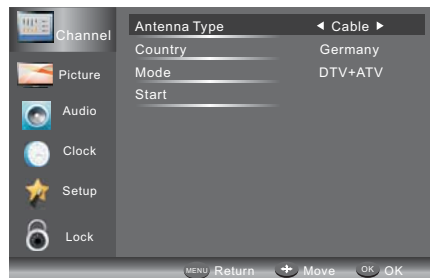 Channel
Picture
Audio
Clock
Setup
Lock
Antenna Type ◀ Cable ▶
Country Germany
Mode DTV+ATV
Start
MENU Return Move OK OK